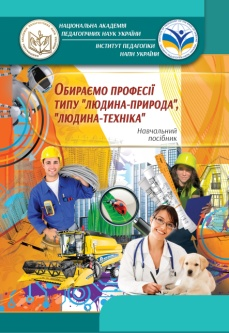 НАЦІОНАЛЬНА АКАДЕМІЯ
ПЕДАГОГІЧНИХ НАУК УКРАЇНИ
ІНСТИТУТ ПЕДАГОГІКИ
НАПН УКРАЇНИ
ОБИРАЄМО ПРОФЕСІЇ
ТИПУ "ЛЮДИНА-ПРИРОДА",
"ЛЮДИНА-ТЕХНІКА"
Навчальний
посібник